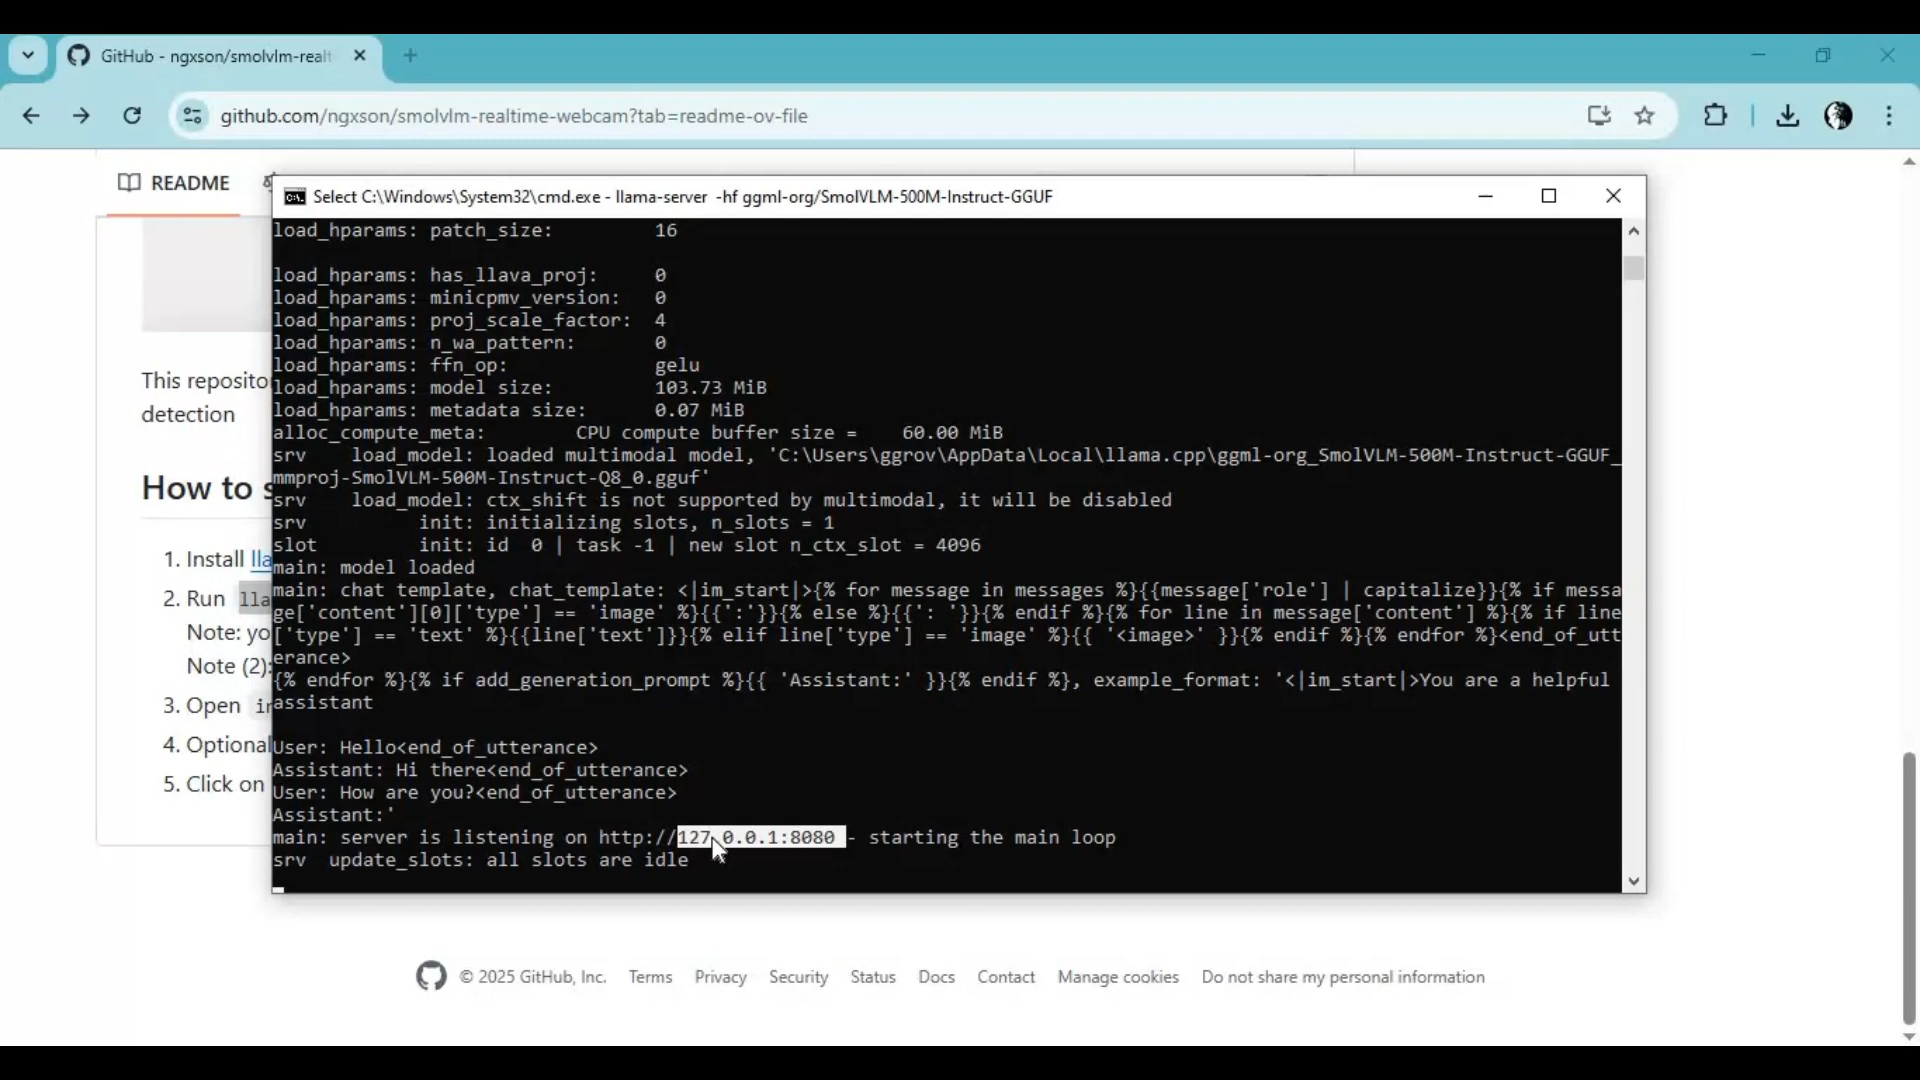 GitHub - ngxson/smolvlm-realt
github.com/ngxson/smolvlm-realtime-webcam?tab=readme-ov-file
README
Select C:\Windows\System32\cmd.exe - llama-server  -hf ggml-org/SmolVLM-500M-Instruct-GGUF
load_hparams: patch_size:         16
load_hparams: has_llava_proj:     0
load_hparams: minicpmv_version:   0
load_hparams: proj_scale_factor:  4
load_hparams: n_wa_pattern:       0
load_hparams: ffn_op:             gelu
load_hparams: model size:         103.73 MiB
load_hparams: metadata size:      0.07 MiB
alloc_compute_meta:        CPU compute buffer size =    60.00 MiB
srv    load_model: loaded multimodal model, 'C:\Users\ggrov\AppData\Local\llama.cpp\ggml-org_SmolVLM-500M-Instruct-GGUF_
mmproj-SmolVLM-500M-Instruct-Q8_0.gguf'
srv    load_model: ctx_shift is not supported by multimodal, it will be disabled
srv          init: initializing slots, n_slots = 1
slot         init: id  0 | task -1 | new slot n_ctx_slot = 4096
main: model loaded
main: chat template, chat_template: <|im_start|>{% for message in messages %}{{message['role'] | capitalize}}{% if messa
ge['content'][0]['type'] == 'image' %}{{':'}}{% else %}{{': '}}{% endif %}{% for line in message['content'] %}{% if line
['type'] == 'text' %}{{line['text']}}{% elif line['type'] == 'image' %}{{ '<image>' }}{% endif %}{% endfor %}<end_of_utt
erance>
{% endfor %}{% if add_generation_prompt %}{{ 'Assistant:' }}{% endif %}, example_format: '<|im_start|>You are a helpful
assistant
User: Hello<end_of_utterance>
Assistant: Hi there<end_of_utterance>
User: How are you?<end_of_utterance>
Assistant:'
main: server is listening on http://127.0.0.1:8080 - starting the main loop
srv  update_slots: all slots are idle
This reposito
detection
How to s
1. Install lla
2. Run lla
Note: yo
Note (2):
3. Open in
4. Optional
5. Click on
© 2025 GitHub, Inc. Terms Privacy Security Status Docs Contact Manage cookies Do not share my personal information